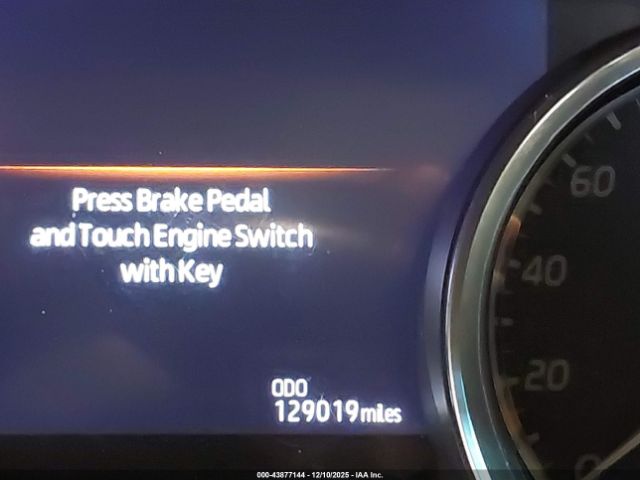 Press Brake Pedal
and Touch Engine Switch
with Key
60
40
20
0
ODO
129019 miles
000-43877144 - 12/10/2025 - IAA Inc.